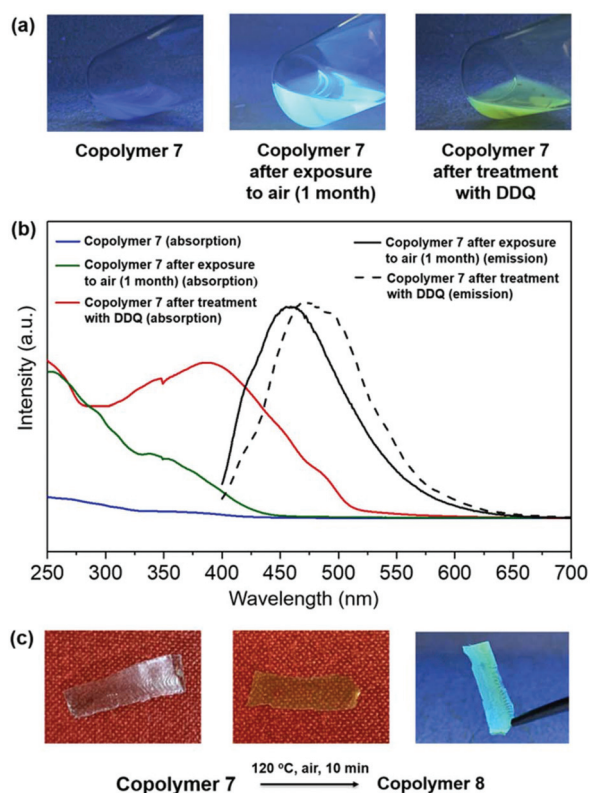 (a)
Copolymer 7
Copolymer 7
after exposure
to air (1 month)
Copolymer 7
after treatment
with DDQ
(b)
Copolymer 7 (absorption)
Copolymer 7 after exposure
to air (1 month) (absorption)
Copolymer 7 after treatment
with DDQ (absorption)
Copolymer 7 after exposure
to air (1 month) (emission)
Copolymer 7 after treatment
with DDQ (emission)
Intensity (a.u.)
250 300 350 400 450 500 550 600 650 700
Wavelength (nm)
(c)
Copolymer 7
120 ºC, air, 10 min
Copolymer 8